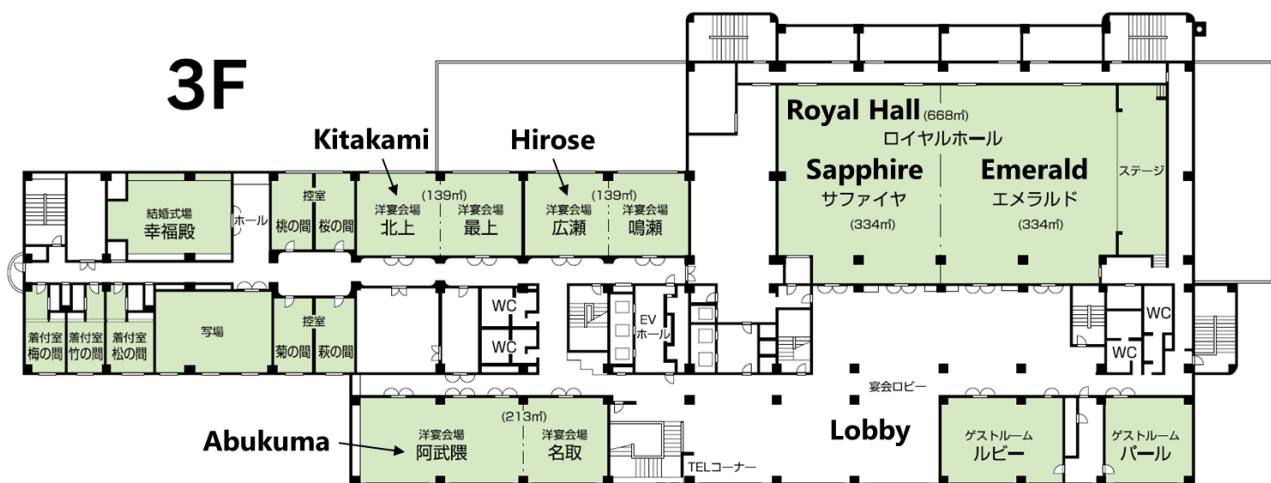 3F
Royal Hall(668㎡)
ロイヤルホール
Kitakami
Hirose
Sapphire
サファイヤ
(334㎡)
Emerald
エメラルド
(334㎡)
ステージ
結婚式場
幸福殿
ホール
控室
桃の間
桜の間
(139㎡)
洋宴会場
北上
洋宴会場
最上
(139㎡)
洋宴会場
広瀬
洋宴会場
鳴瀬
着付室
梅の間
着付室
竹の間
着付室
松の間
写場
控室
菊の間
萩の間
WC
WC
EV
ホール
WC
WC
宴会ロビー
Lobby
Abukuma
(213㎡)
洋宴会場
阿武隈
洋宴会場
名取
TELコーナー
ゲストルーム
ルビー
ゲストルーム
パール